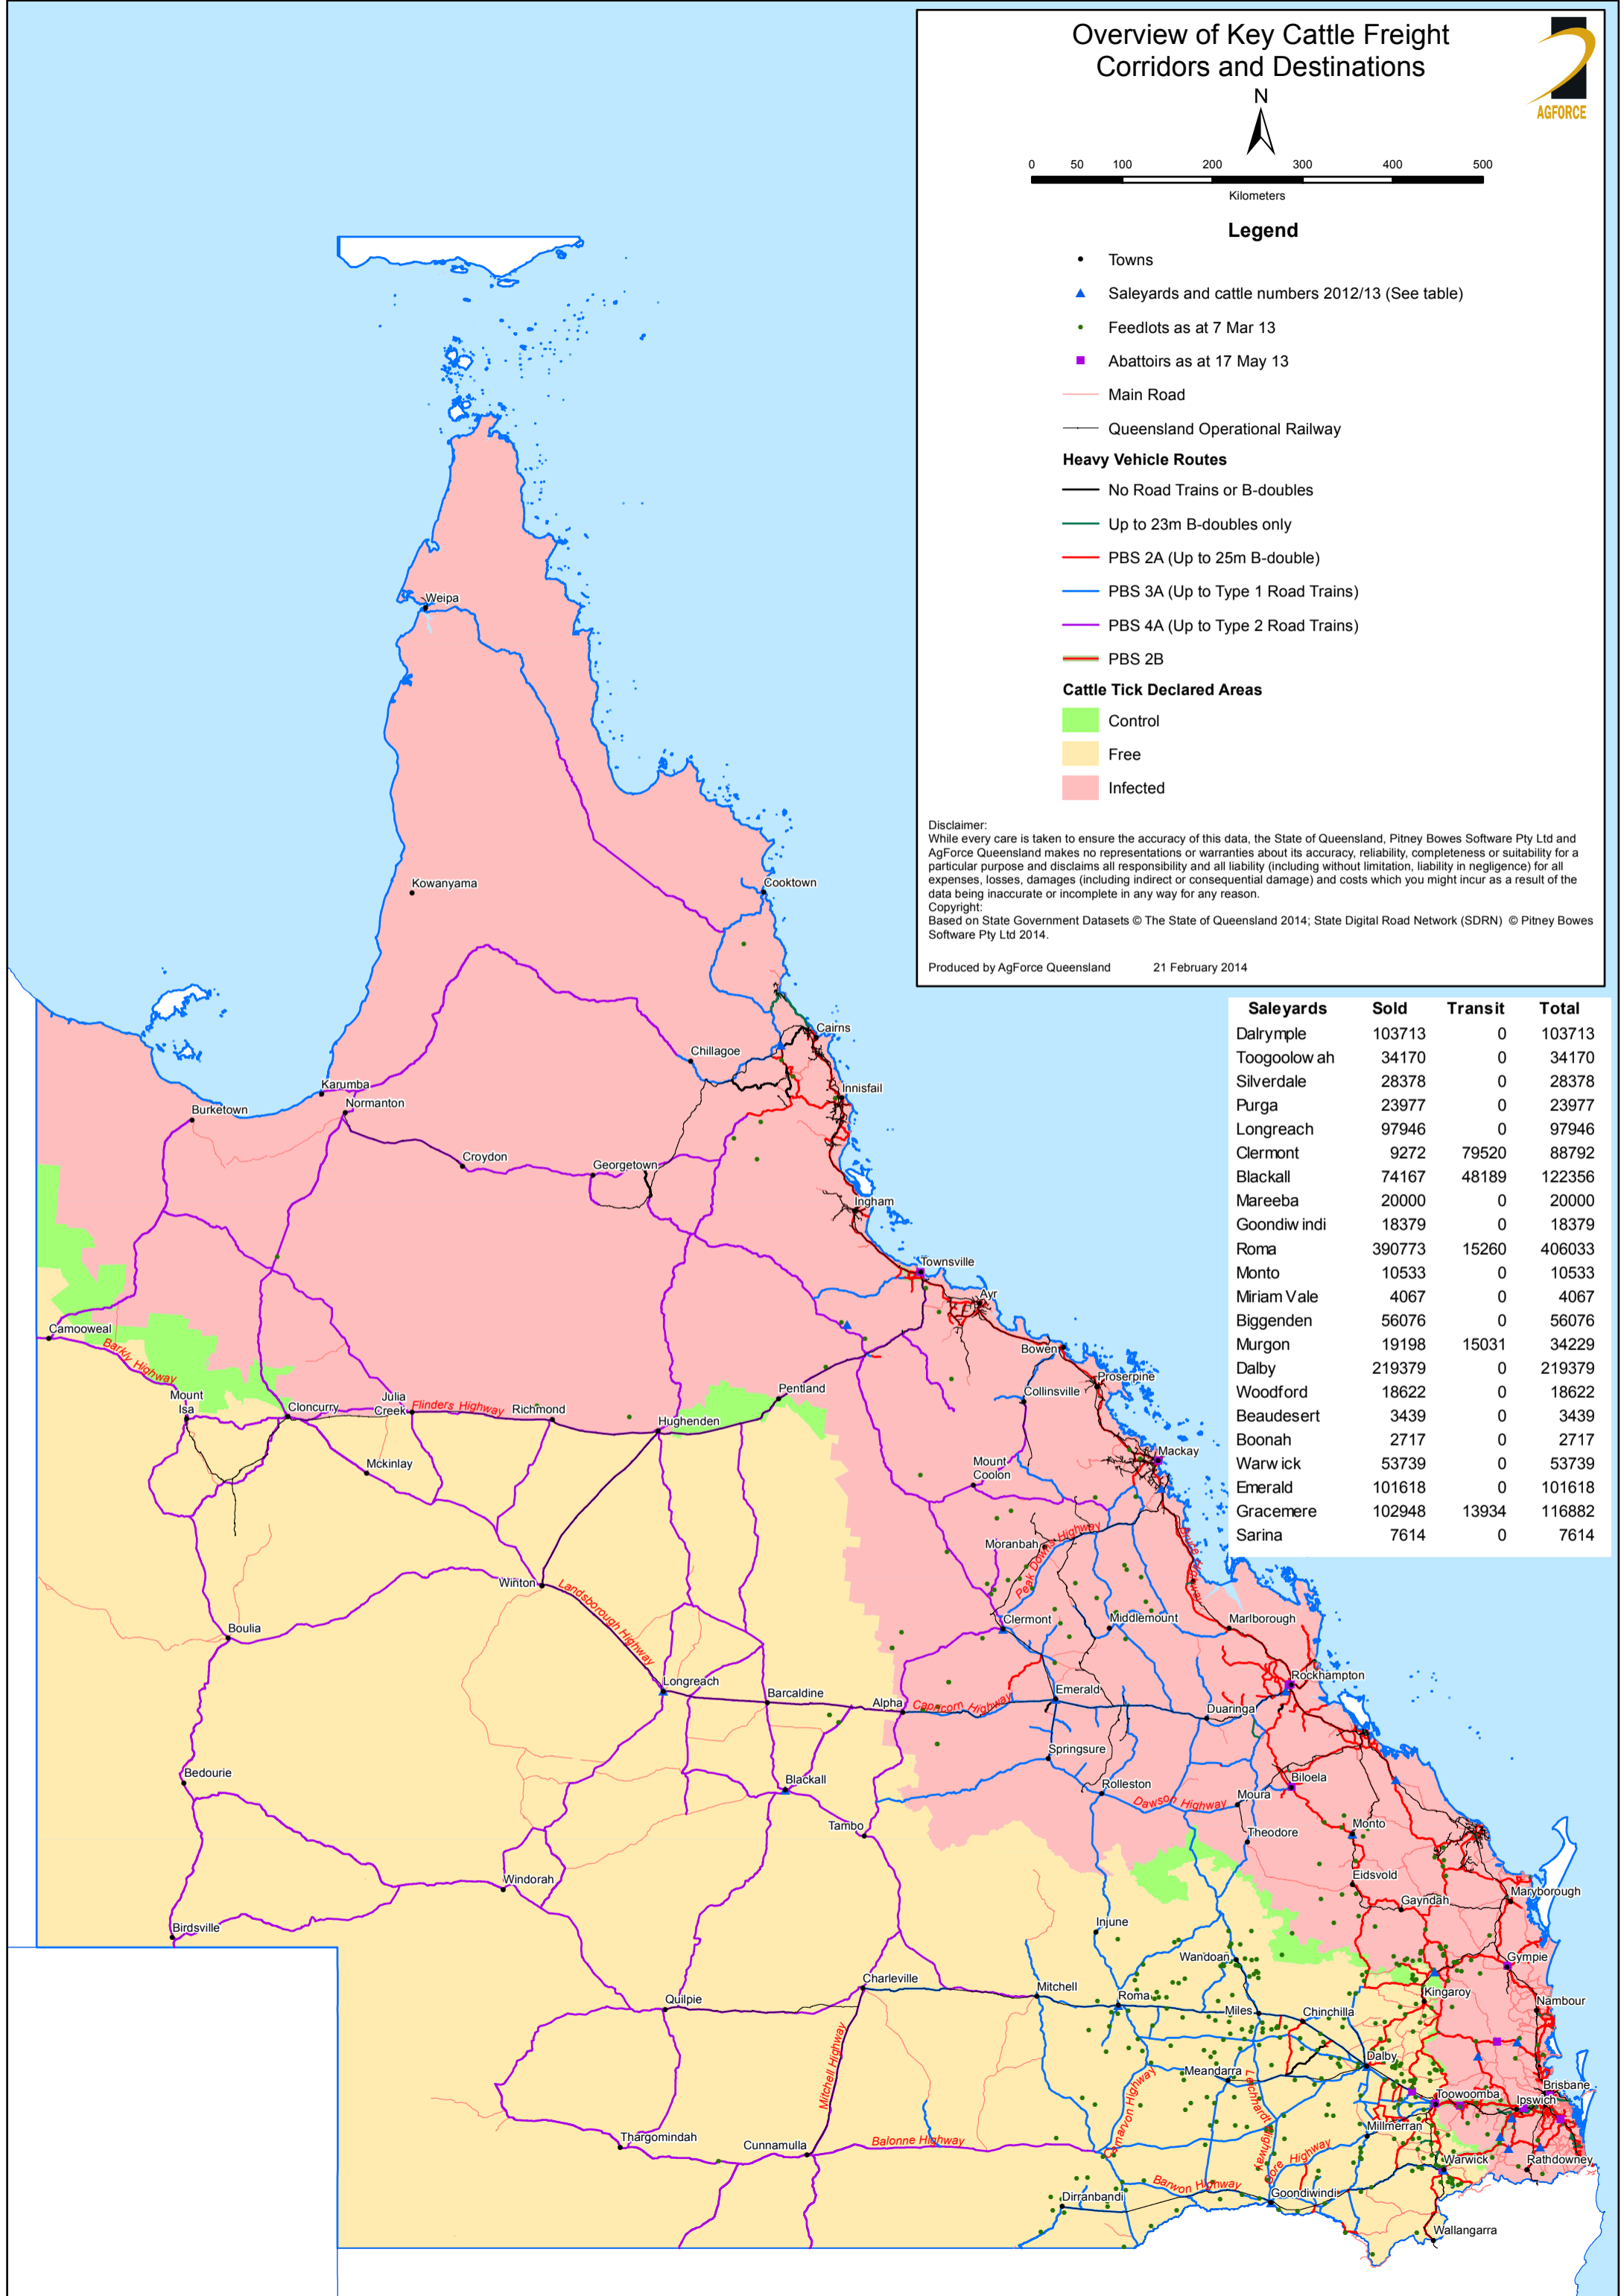 Overview of Key Cattle Freight
Corridors and Destinations
AGFORCE
N
0 50 100 200 300 400 500
Kilometers
Legend
Towns
Saleyards and cattle numbers 2012/13 (See table)
Feedlots as at 7 Mar 13
Abattoirs as at 17 May 13
Main Road
Queensland Operational Railway
Heavy Vehicle Routes
No Road Trains or B-doubles
Up to 23m B-doubles only
PBS 2A (Up to 25m B-double)
PBS 3A (Up to Type 1 Road Trains)
PBS 4A (Up to Type 2 Road Trains)
PBS 2B
Cattle Tick Declared Areas
Control
Free
Infected
Disclaimer:
While every care is taken to ensure the accuracy of this data, the State of Queensland, Pitney Bowes Software Pty Ltd and
AgForce Queensland makes no representations or warranties about its accuracy, reliability, completeness or suitability for a
particular purpose and disclaims all responsibility and all liability (including without limitation, liability in negligence) for all
expenses, losses, damages (including indirect or consequential damage) and costs which you might incur as a result of the
data being inaccurate or incomplete in any way for any reason.
Copyright:
Based on State Government Datasets © The State of Queensland 2014; State Digital Road Network (SDRN) © Pitney Bowes
Software Pty Ltd 2014.
Produced by AgForce Queensland 21 February 2014
Saleyards Sold Transit Total
Dalrymple 103713 0 103713
Toogoolowah 34170 0 34170
Silverdale 28378 0 28378
Purga 23977 0 23977
Longreach 97946 0 97946
Clermont 9272 79520 88792
Blackall 74167 48189 122356
Mareeba 20000 0 20000
Goondiwindi 18379 0 18379
Roma 390773 15260 406033
Monto 10533 0 10533
Miriam Vale 4067 0 4067
Biggenden 56076 0 56076
Murgon 19198 15031 34229
Dalby 219379 0 219379
Woodford 18622 0 18622
Beaudesert 3439 0 3439
Boonah 2717 0 2717
Warwick 53739 0 53739
Emerald 101618 0 101618
Gracemere 102948 13934 116882
Sarina 7614 0 7614
Weipa
Kowanyama
Cooktown
Cairns
Chillagoe
Karumba
Innisfail
Normanton
Burketown
Croydon
Georgetown
Ingham
Townsville
Ayr
Camooweal
Barkly Highway
Bowen
Proserpine
Pentland
Collinsville
Mount
Isa
Cloncurry
Julia
Creek
Flinders Highway
Richmond
Hughenden
Mackay
Mckinlay
Mount
Coolon
Moranbah
Peak Downs Highway
Bruce Highway
Winton
Landsborough Highway
Clermont
Middlemount
Marlborough
Boulia
Longreach
Barcaldine
Alpha
Capricorn Highway
Emerald
Duaringa
Rockhampton
Springsure
Bedourie
Blackall
Rolleston
Dawson Highway
Moura
Biloela
Tambo
Theodore
Monto
Windorah
Eidsvold
Gayndah
Maryborough
Birdsville
Injune
Wandoan
Gympie
Charleville
Mitchell
Roma
Miles
Chinchilla
Kingaroy
Nambour
Quilpie
Mitchell Highway
Dalby
Meandarra
Carnarvon Highway
Leichhardt Highway
Toowoomba
Ipswich
Brisbane
Thargomindah
Cunnamulla
Balonne Highway
Millmerran
Gore Highway
Warwick
Rathdowney
Dirranbandi
Barwon Highway
Goondiwindi
Wallangarra